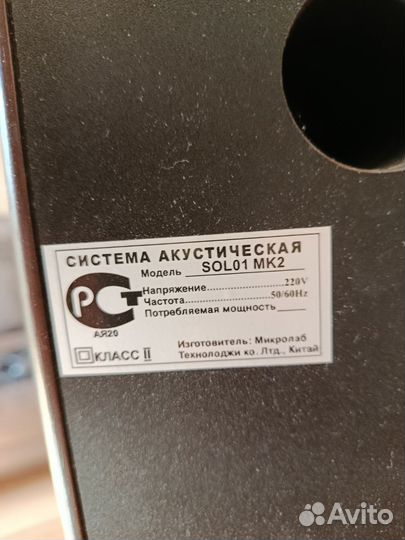 СИСТЕМА АКУСТИЧЕСКАЯ
Модель SOL01 MK2
Напряжение.....................220V
Частота......................50/60Hz
Потребляемая мощность............
РСТ
АЯ20
КЛАСС II
Изготовитель: Микролаб
Технолоджи ко. Лтд., Китай
Avito